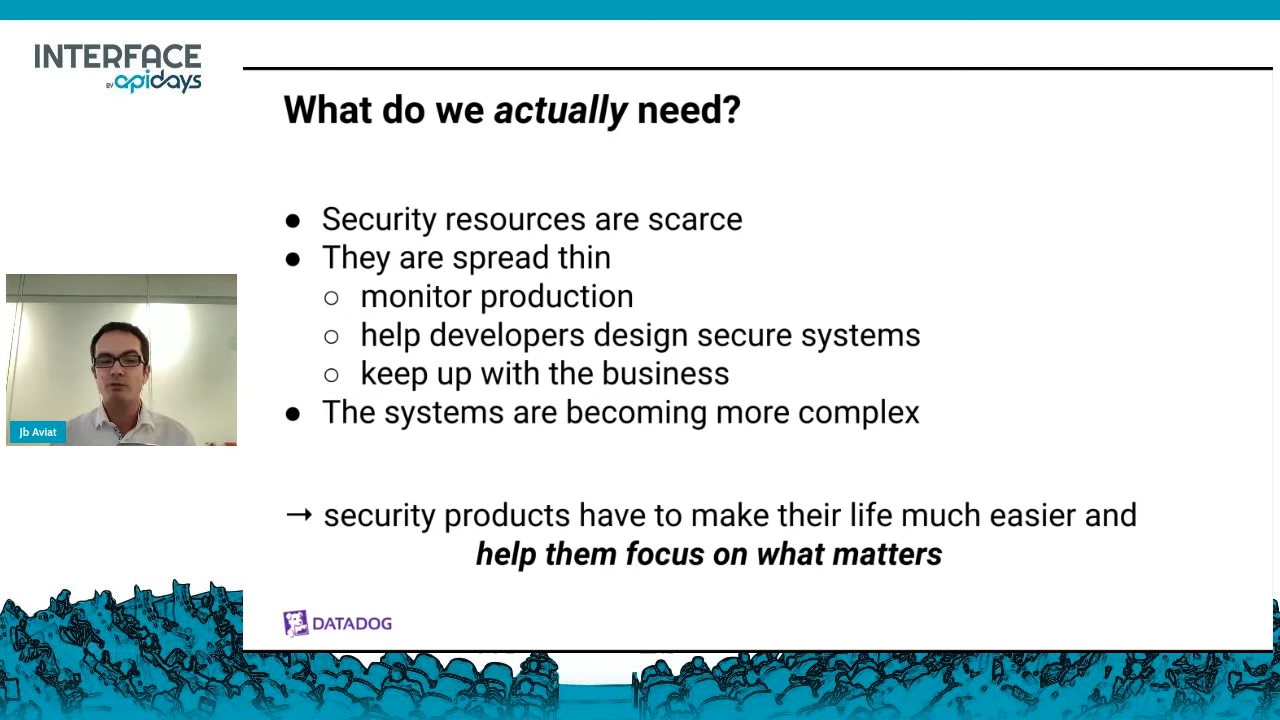 INTERFACE
BY apidays
What do we actually need?
● Security resources are scarce
● They are spread thin
○ monitor production
○ help developers design secure systems
○ keep up with the business
● The systems are becoming more complex
Jb Aviat
→ security products have to make their life much easier and
help them focus on what matters
DATADOG